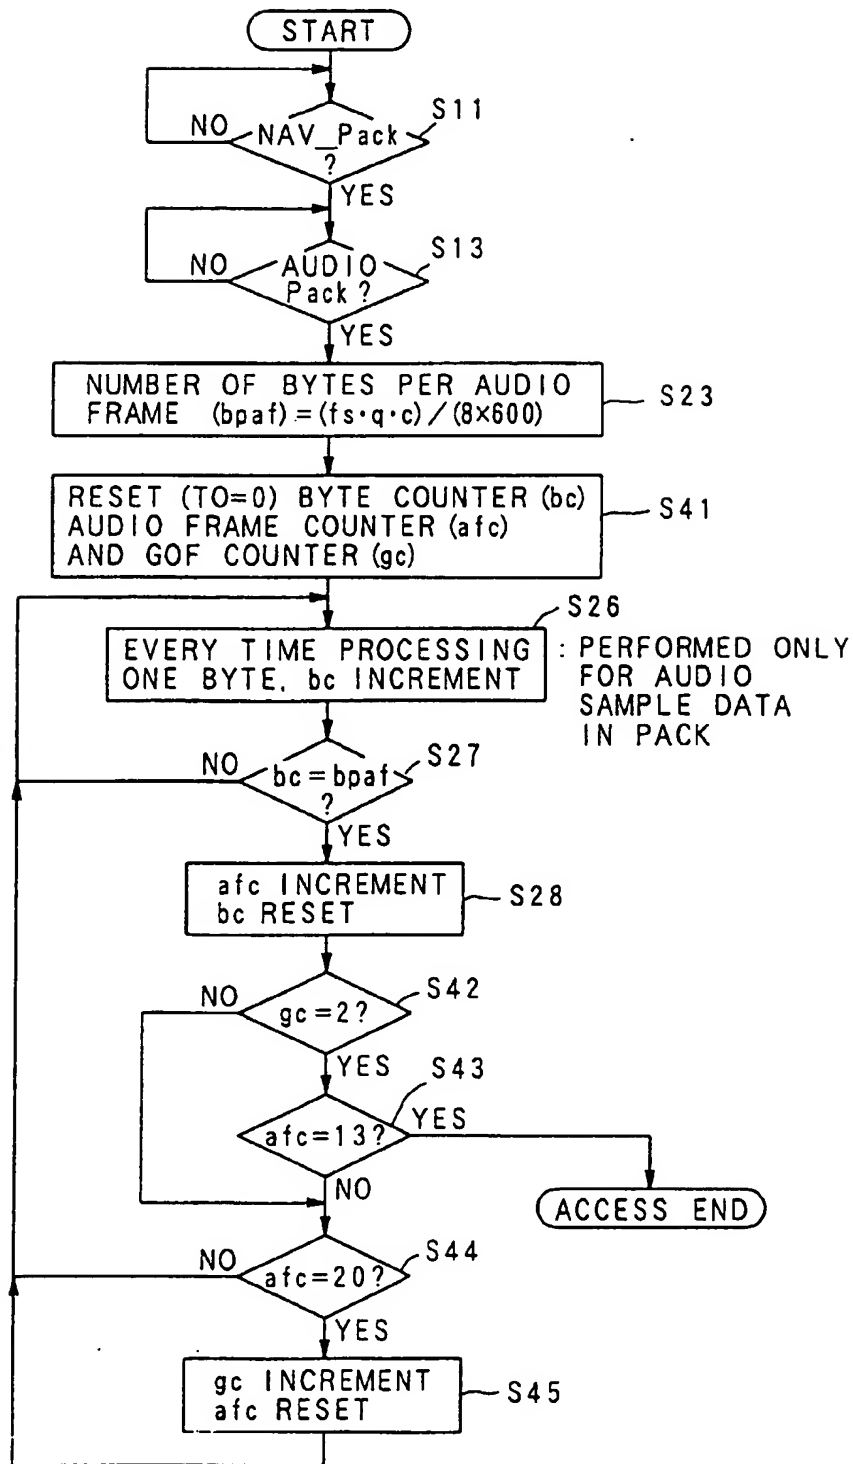 START
S11
NO
NAV_Pack
?
YES
S13
NO
AUDIO
Pack?
YES
NUMBER OF BYTES PER AUDIO
FRAME (bpaf)=(fs·q·c)/(8×600)
S23
RESET (TO=0) BYTE COUNTER (bc)
AUDIO FRAME COUNTER (afc)
AND GOF COUNTER (gc)
S41
S26
EVERY TIME PROCESSING
ONE BYTE, bc INCREMENT
: PERFORMED ONLY
FOR AUDIO
SAMPLE DATA
IN PACK
S27
NO
bc=bpaf
?
YES
afc INCREMENT
bc RESET
S28
S42
NO
gc=2?
YES
S43
afc=13?
YES
NO
ACCESS END
S44
NO
afc=20?
YES
gc INCREMENT
afc RESET
S45